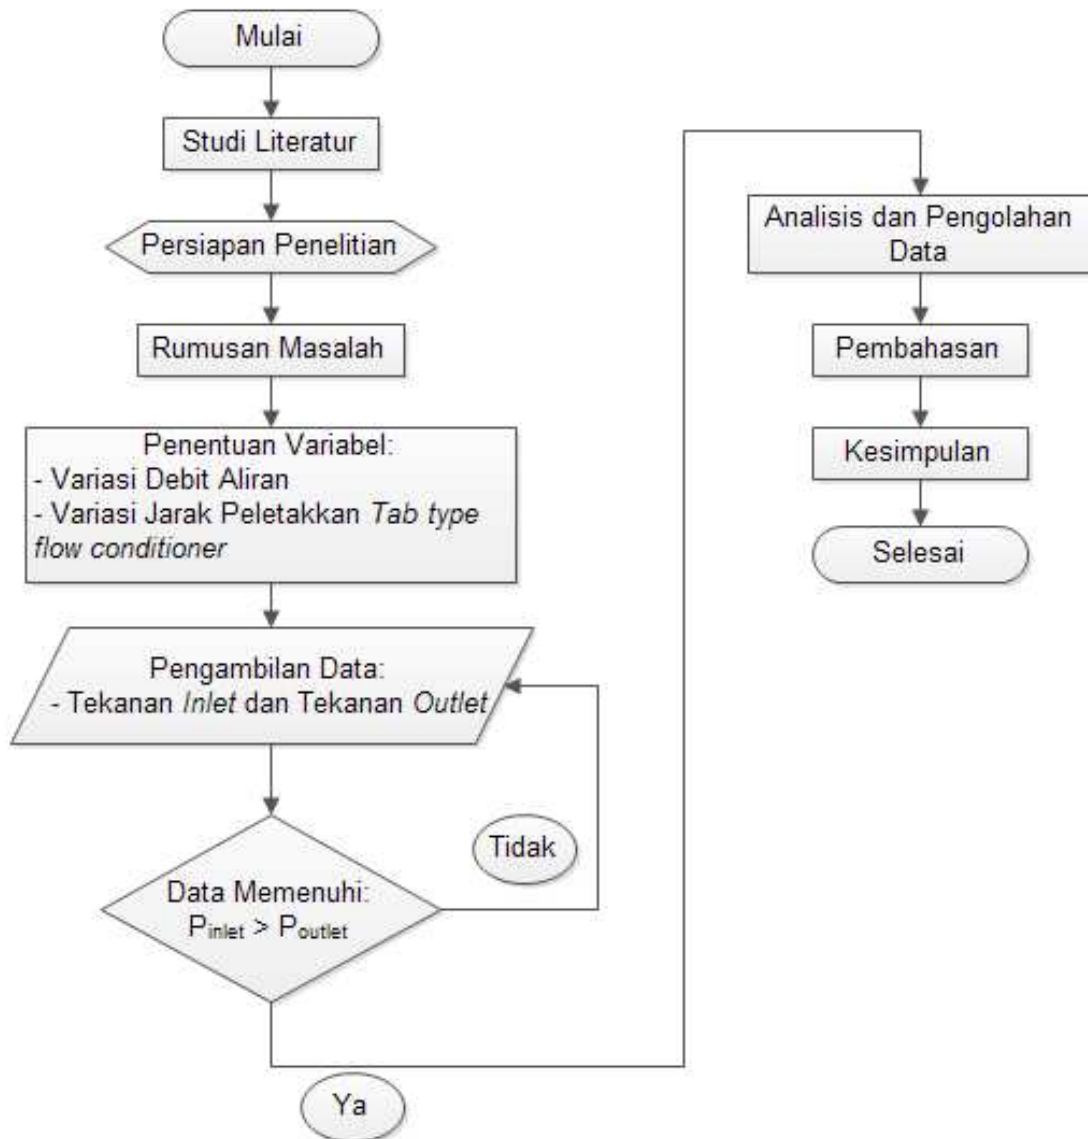 Mulai
Studi Literatur
Persiapan Penelitian
Rumusan Masalah
Penentuan Variabel:
- Variasi Debit Aliran
- Variasi Jarak Peletakkan Tab type
flow conditioner
Pengambilan Data:
- Tekanan Inlet dan Tekanan Outlet
Data Memenuhi:
Pinlet > Poutlet
Tidak
Ya
Analisis dan Pengolahan
Data
Pembahasan
Kesimpulan
Selesai